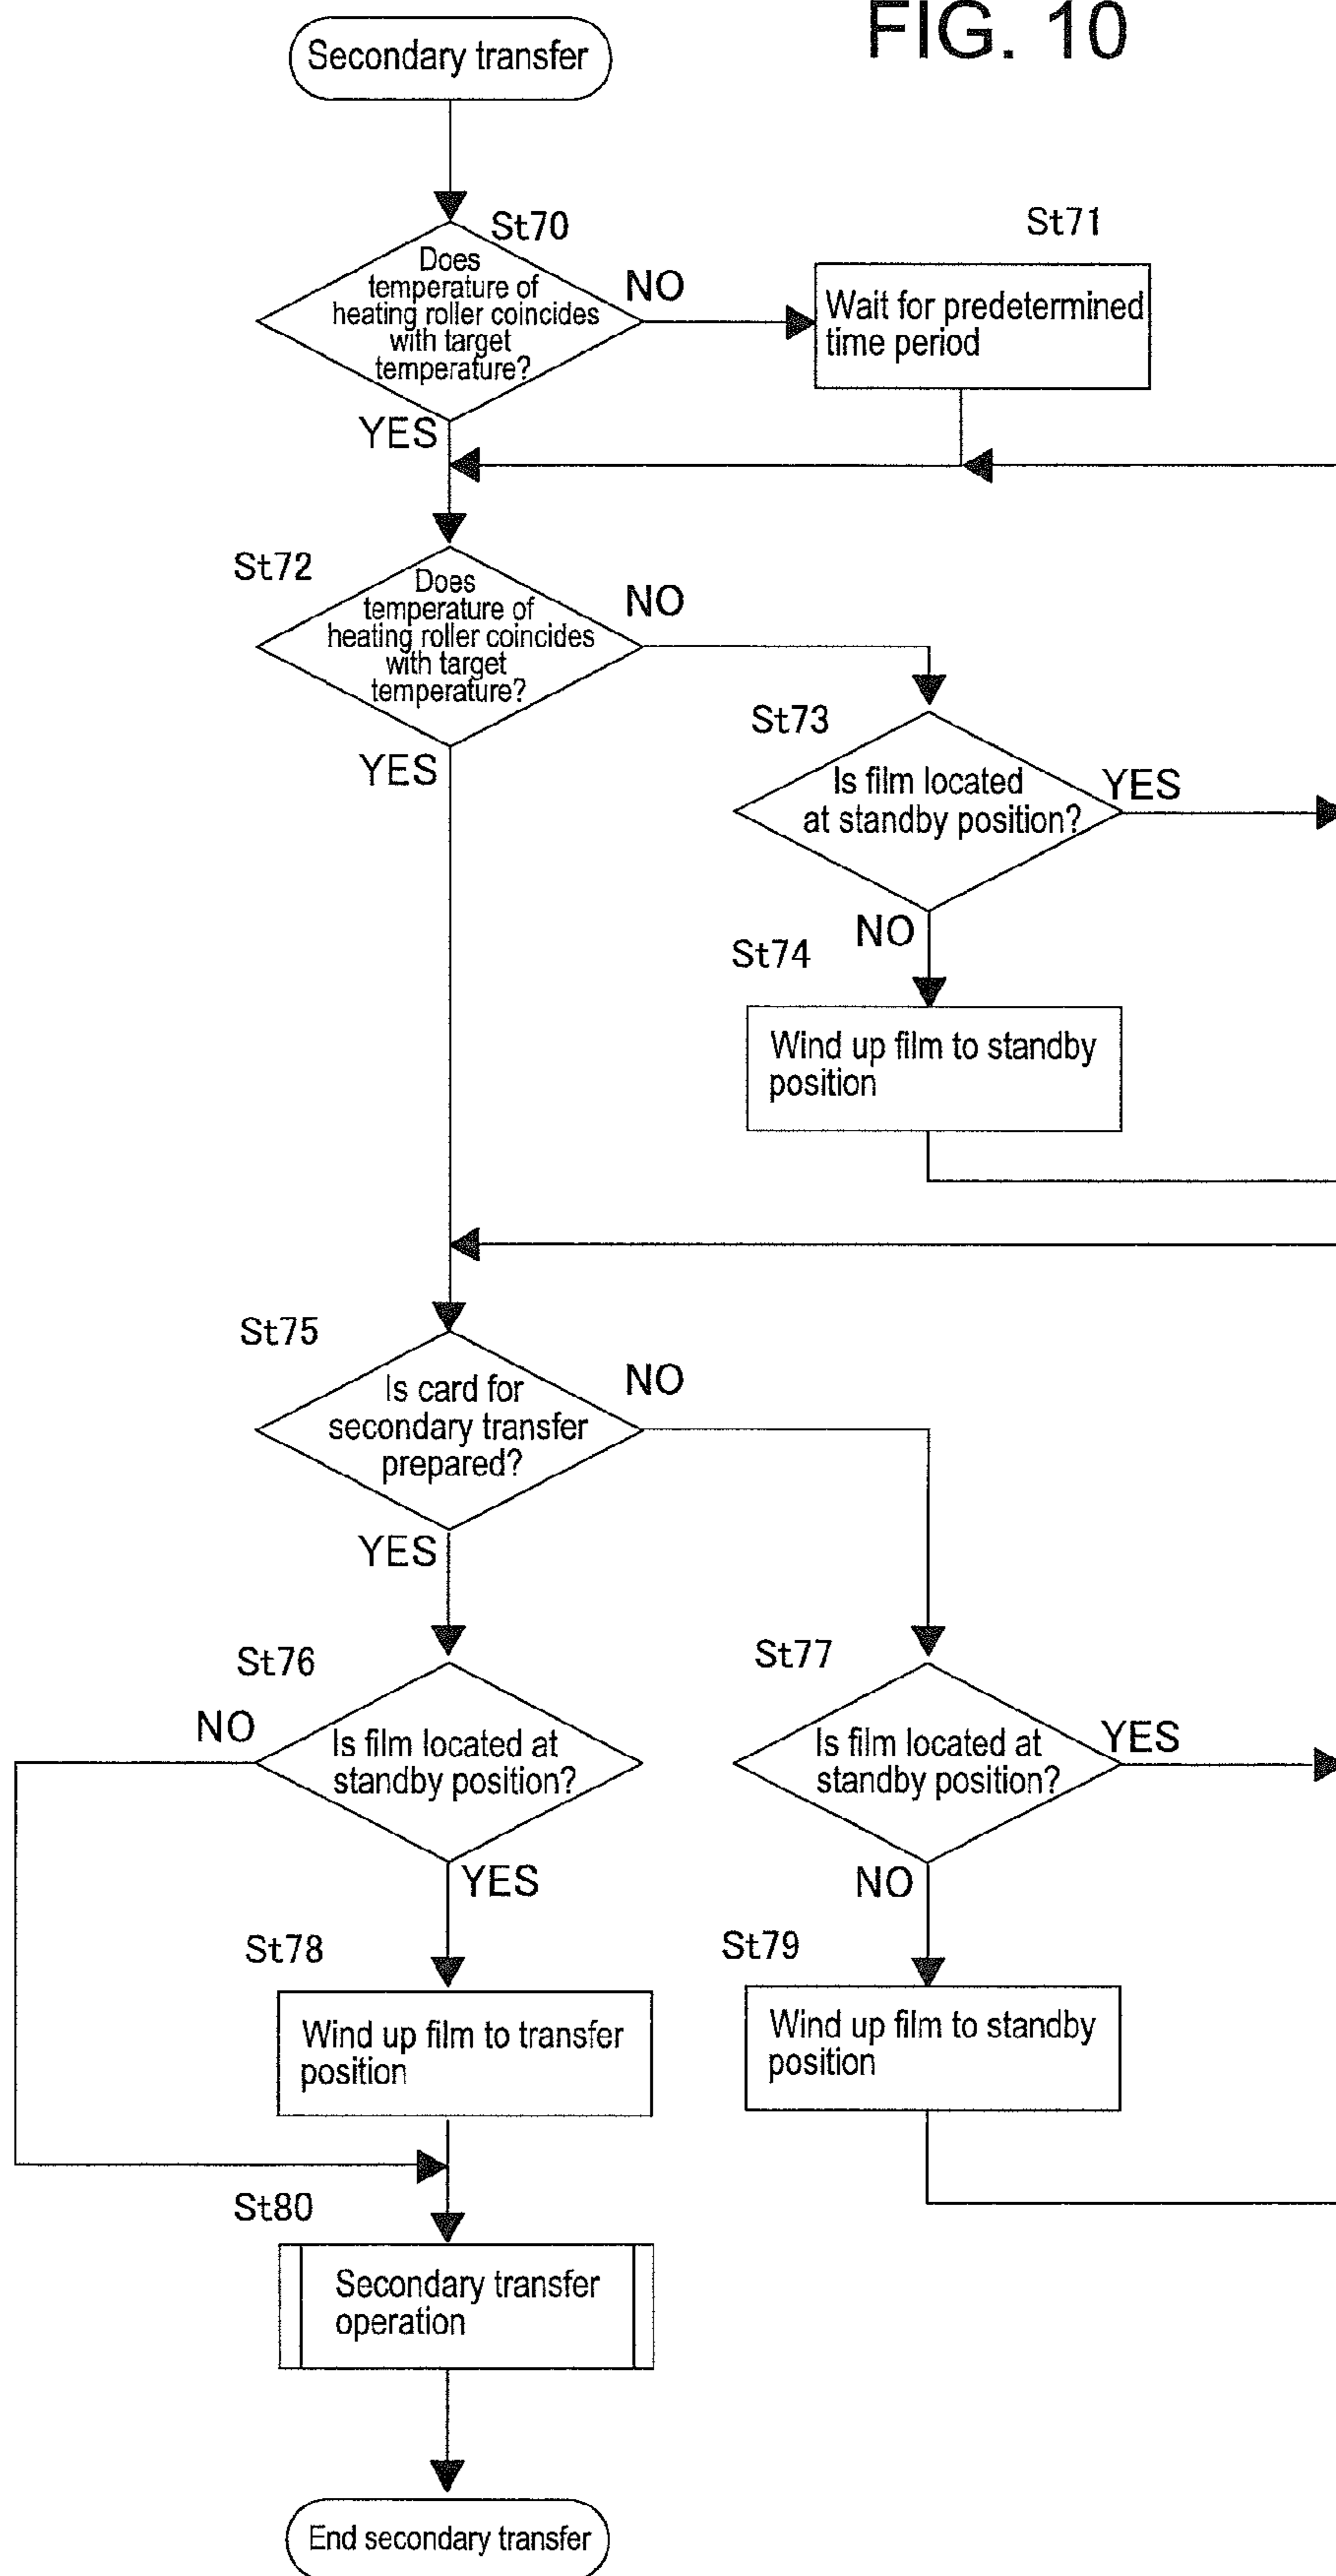 FIG. 10
Secondary transfer
St70
Does
temperature of
heating roller coincides
with target
temperature?
NO
YES
St71
Wait for predetermined
time period
St72
Does
temperature of
heating roller coincides
with target
temperature?
NO
YES
St73
Is film located
at standby position?
YES
NO
St74
Wind up film to standby
position
St75
Is card for
secondary transfer
prepared?
NO
YES
St76
NO
Is film located at
standby position?
YES
St77
Is film located at
standby position?
YES
NO
St78
Wind up film to transfer
position
St79
Wind up film to standby
position
St80
Secondary transfer
operation
End secondary transfer